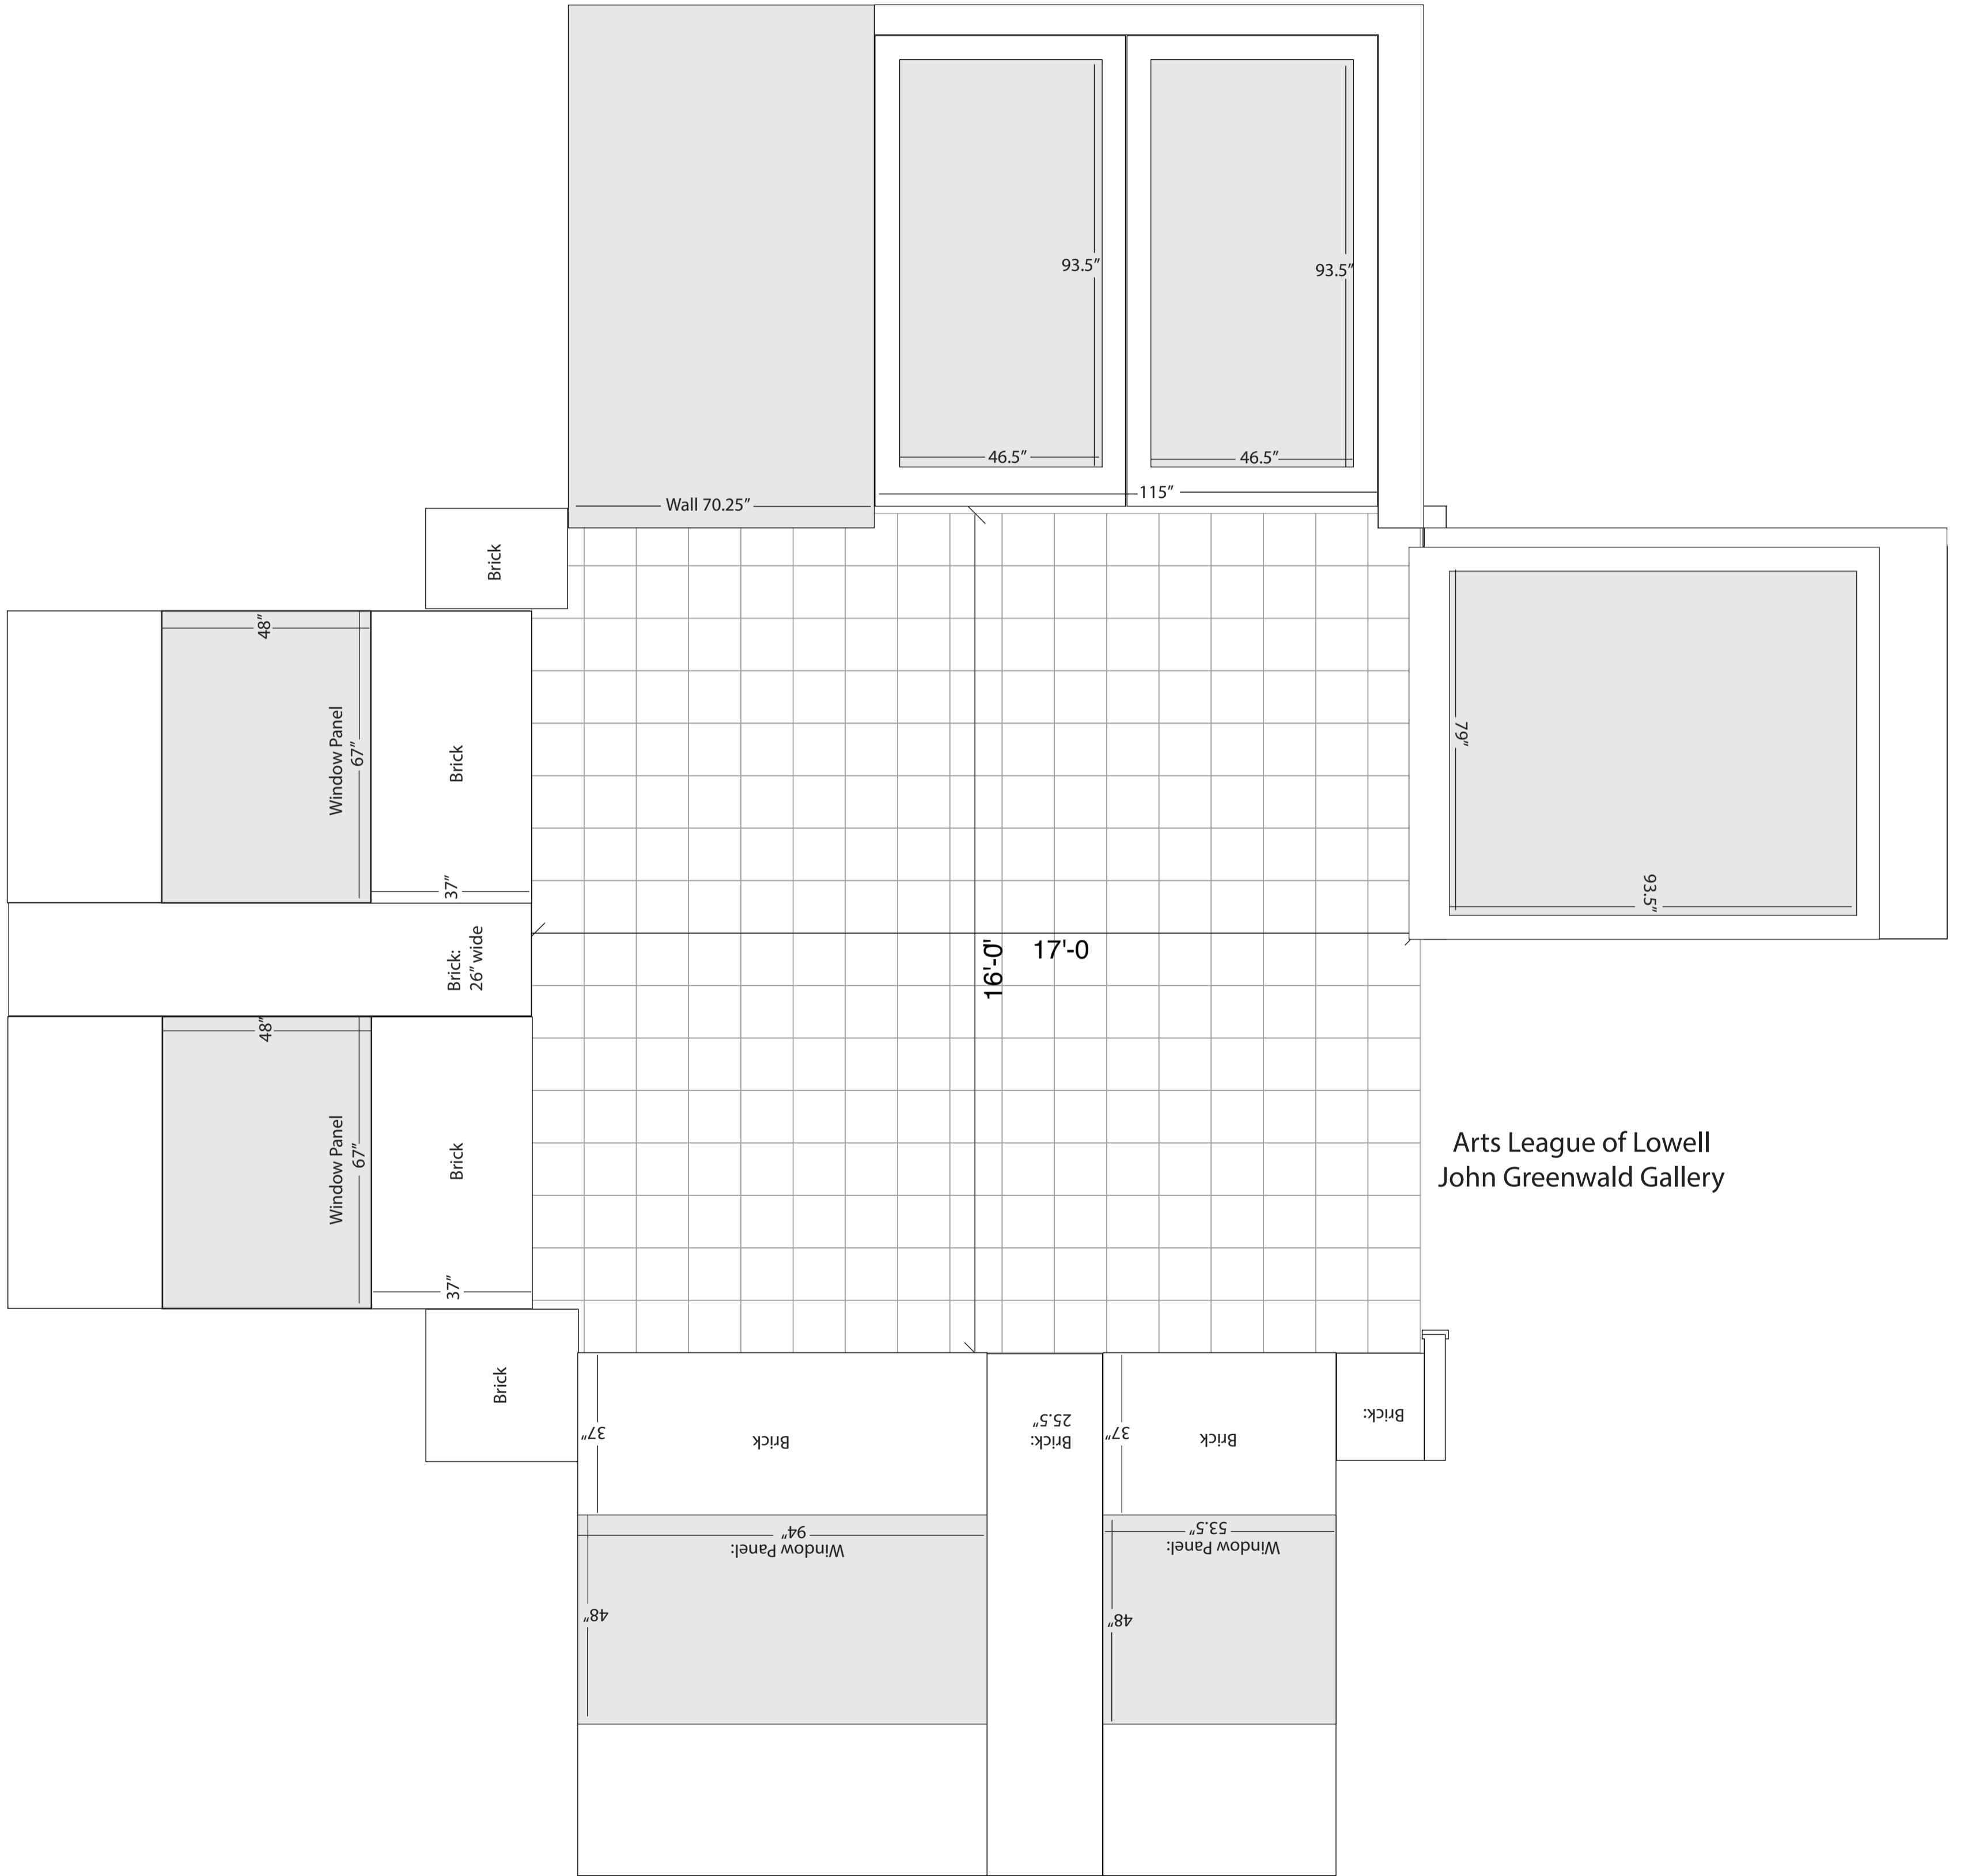 93.5”
93.5”
46.5”
46.5”
115”
Wall 70.25”
Brick
48”
Window Panel
67”
Brick
37”
79”
93.5”
Brick:
26” wide
16'-0"
17'-0
48”
Window Panel
67”
Brick
37”
Arts League of Lowell
John Greenwald Gallery
Brick
37”
Brick
Brick:
25.5”
37”
Brick
Brick:
Window Panel:
94”
48”
Window Panel:
53.5”
48”